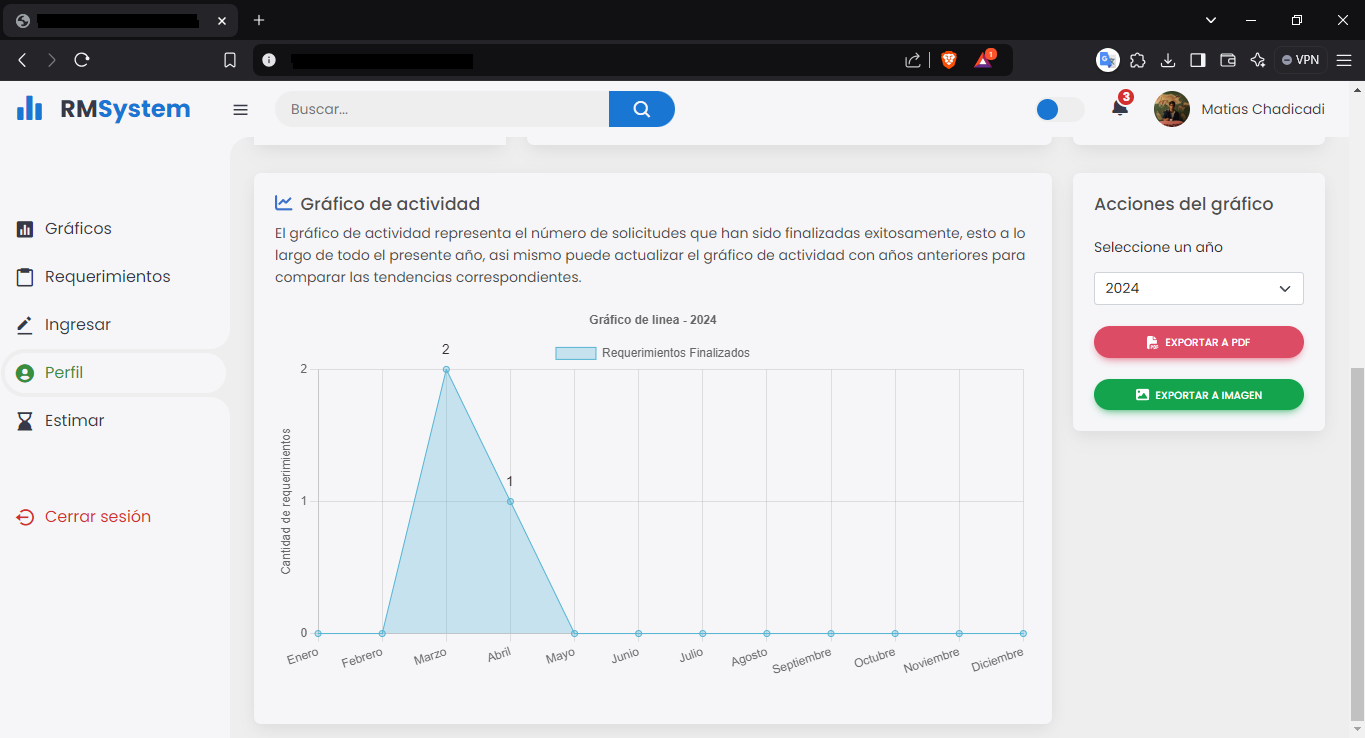 VPN
1
RMSystem
Buscar...
3
Matias Chadicadi
Gráficos
Requerimientos
Ingresar
Perfil
Estimar
Cerrar sesión
Gráfico de actividad
El gráfico de actividad representa el número de solicitudes que han sido finalizadas exitosamente, esto a lo
largo de todo el presente año, asi mismo puede actualizar el gráfico de actividad con años anteriores para
comparar las tendencias correspondientes.
Gráfico de linea - 2024
Requerimientos Finalizados
2
1
Cantidad de requerimientos
2
1
0
Enero
Febrero
Marzo
Abril
Mayo
Junio
Julio
Agosto
Septiembre
Octubre
Noviembre
Diciembre
Acciones del gráfico
Seleccione un año
2024
EXPORTAR A PDF
EXPORTAR A IMAGEN